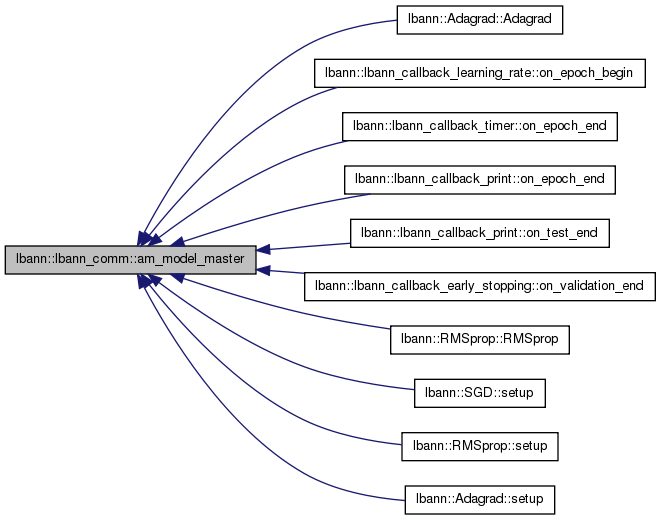 lbann::Adagrad::Adagrad
lbann::lbann_callback_learning_rate::on_epoch_begin
lbann::lbann_callback_timer::on_epoch_end
lbann::lbann_callback_print::on_epoch_end
lbann::lbann_callback_print::on_test_end
lbann::lbann_comm::am_model_master
lbann::lbann_callback_early_stopping::on_validation_end
lbann::RMSprop::RMSprop
lbann::SGD::setup
lbann::RMSprop::setup
lbann::Adagrad::setup